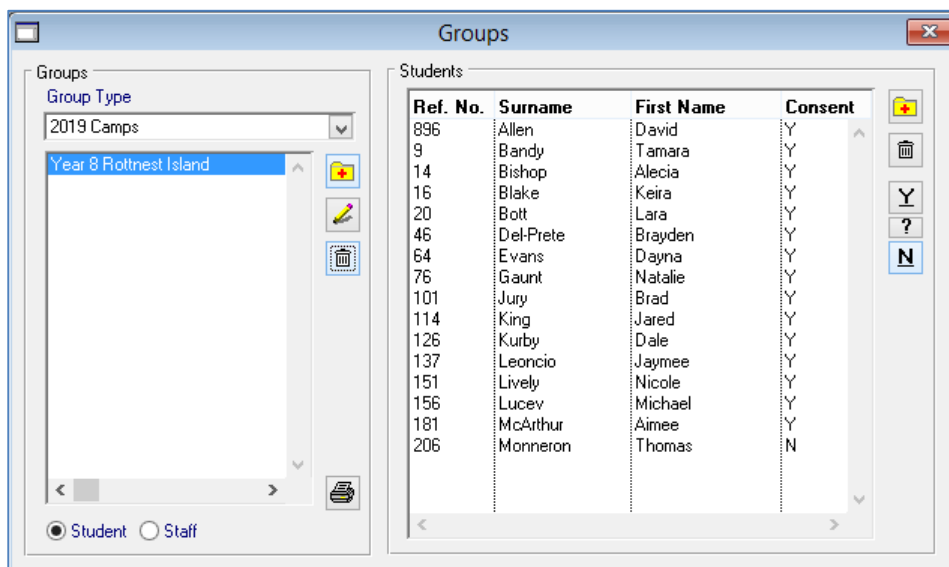 Groups
Groups
Group Type
2019 Camps
Year 8 Rottnest Island
Student Staff
Students
Ref. No. Surname First Name Consent
896 Allen David Y
9 Bandy Tamara Y
14 Bishop Alecia Y
16 Blake Keira Y
20 Bott Lara Y
46 Del-Prete Brayden Y
64 Evans Dayna Y
76 Gaunt Natalie Y
101 Jury Brad Y
114 King Jared Y
126 Kurby Dale Y
137 Leoncio Jaymee Y
151 Lively Nicole Y
156 Lucev Michael Y
181 McArthur Aimee Y
206 Monneron Thomas N
Y
?
N